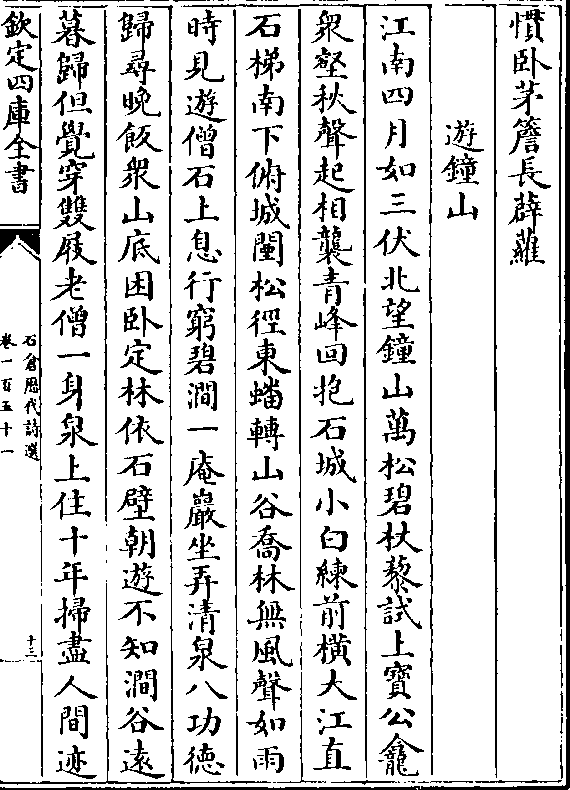 慣卧茅簷長薜蘿
遊鐘山
江南四月如三伏北望鐘山萬松碧杖藜試上寶公龕
衆壑秋聲起相襲青峰回抱石城小白練前橫大江直
石梯南下俯城闉松徑東蟠轉山谷喬林無風聲如雨
時見遊僧石上息行窮碧澗一庵巖坐弄清泉八功德
歸尋晚飯衆山底困卧定林依石壁朝遊不知澗谷遠
暮歸但覺穿雙屐老僧一身泉上住十年掃盡人間迹
欽定四庫全書
石倉歴代詩選
卷一百五十一
十三